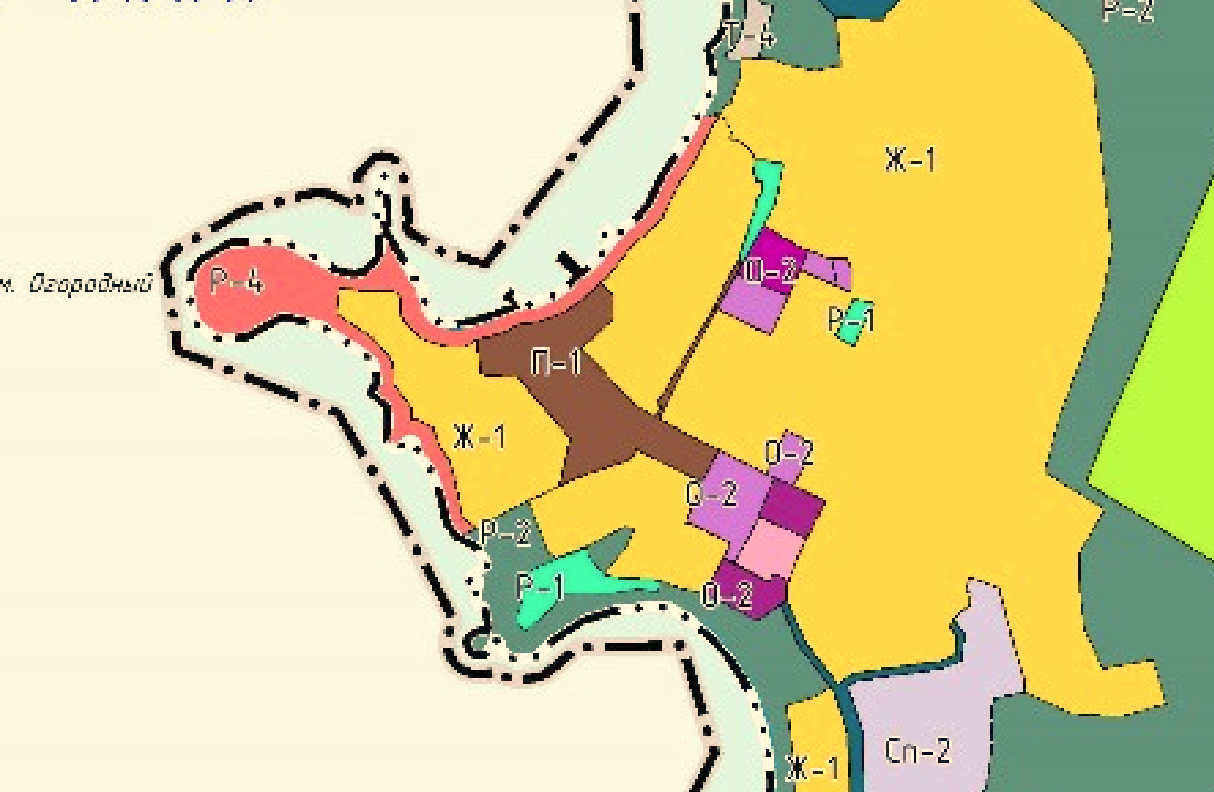 Р-2
Т-4
Ж-1
О-2
м. Огородный
Р-4
Р-1
П-1
Ж-1
О-2
О-2
Р-2
Р-1
О-2
Сп-2
Ж-1